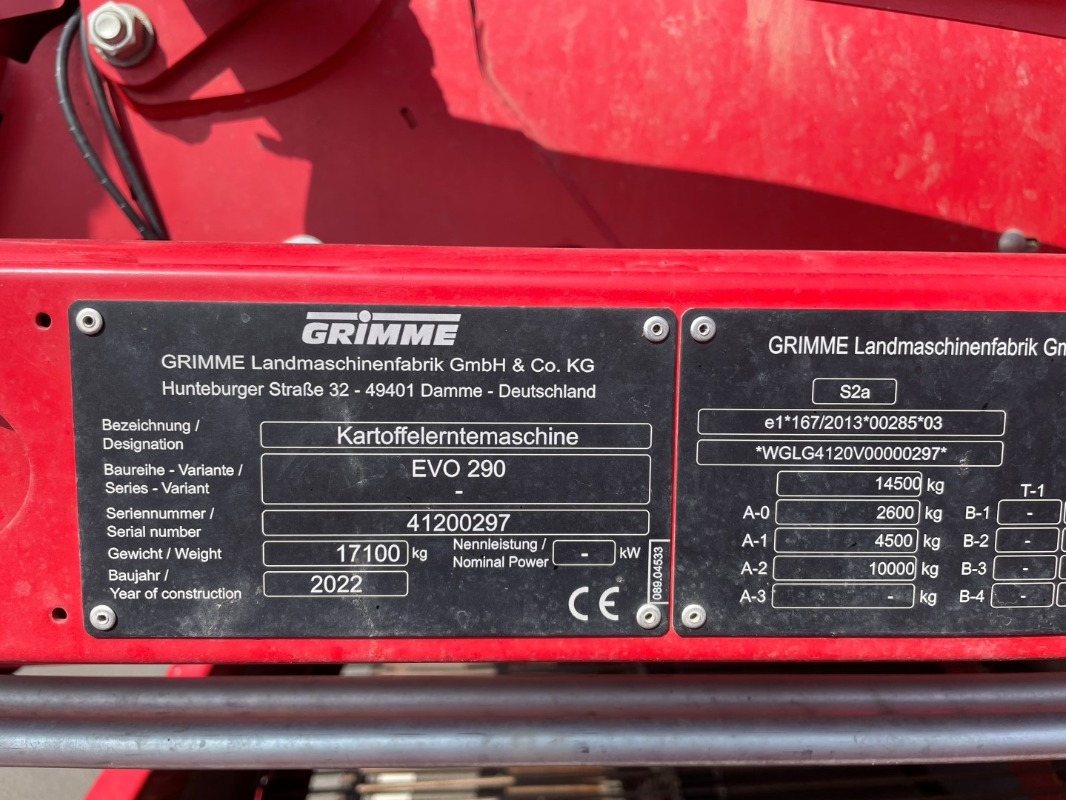 GRIMME
GRIMME Landmaschinenfabrik GmbH & Co. KG
Hunteburger Straße 32 - 49401 Damme - Deutschland
Bezeichnung /
Designation
Kartoffelerntemaschine
Baureihe - Variante /
Series - Variant
EVO 290
-
Seriennummer /
Serial number
41200297
Gewicht / Weight
17100 kg
Nennleistung /
Nominal Power
- kW
Baujahr /
Year of construction
2022
CE
089.04533
GRIMME Landmaschinenfabrik Gm
S2a
e1*167/2013*00285*03
*WGLG4120V00000297*
14500 kg
T-1
A-0 2600 kg B-1 -
A-1 4500 kg B-2 -
A-2 10000 kg B-3 -
A-3 - kg B-4 -